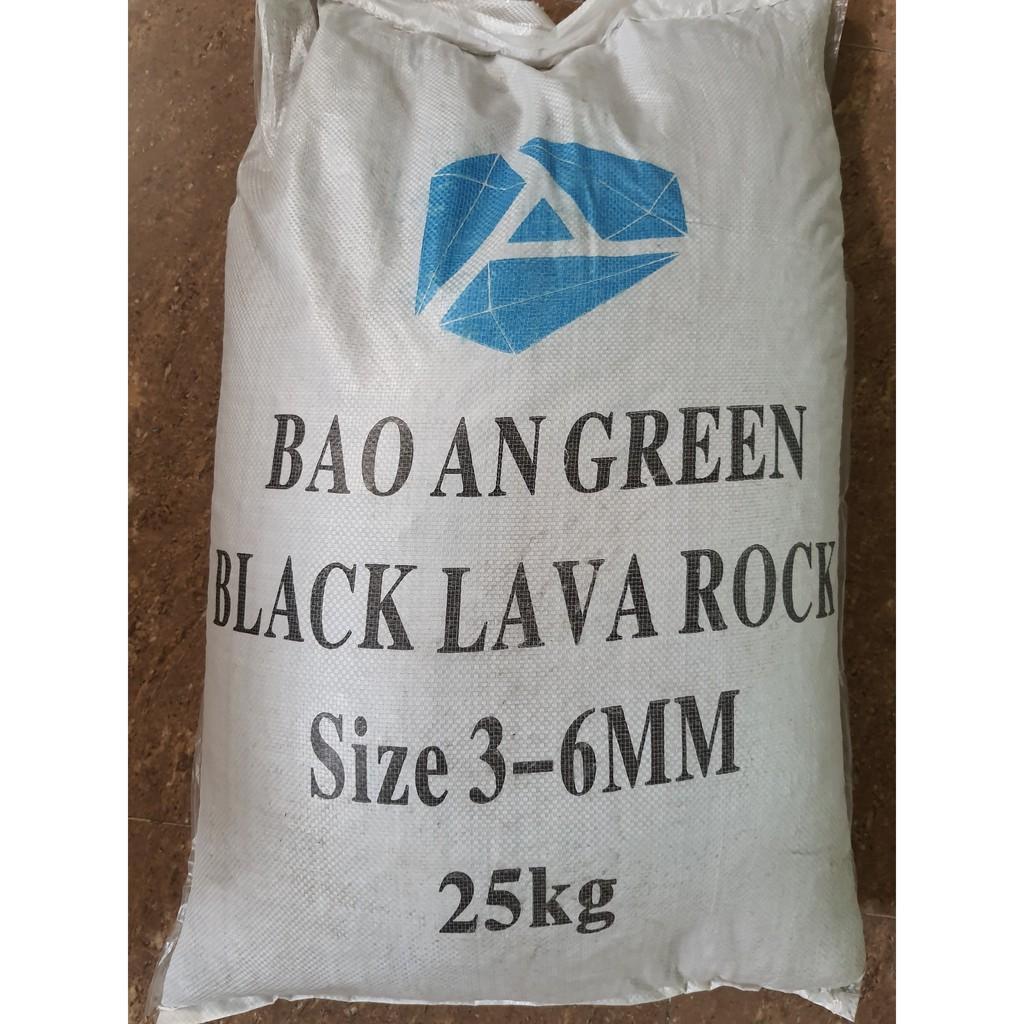 BAO AN GREEN
BLACK LAVA ROCK
Size 3-6MM
25kg